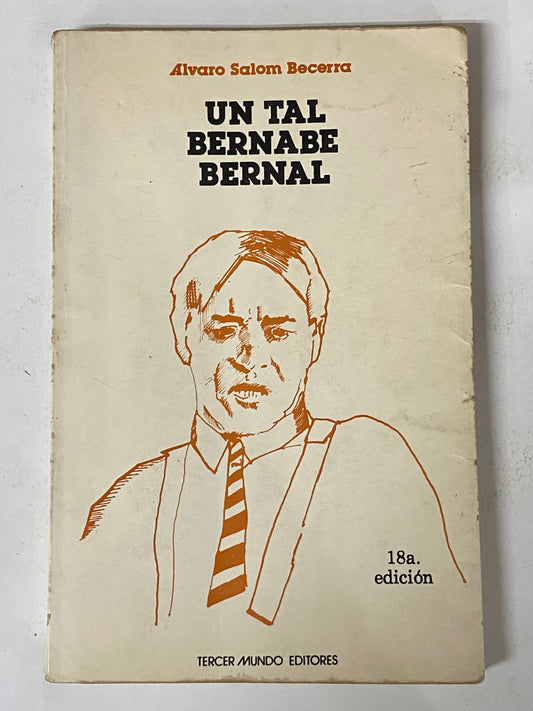 Alvaro Salom Becerra
UN TAL
BERNABE
BERNAL
18a.
edición
TERCER MUNDO EDITORES